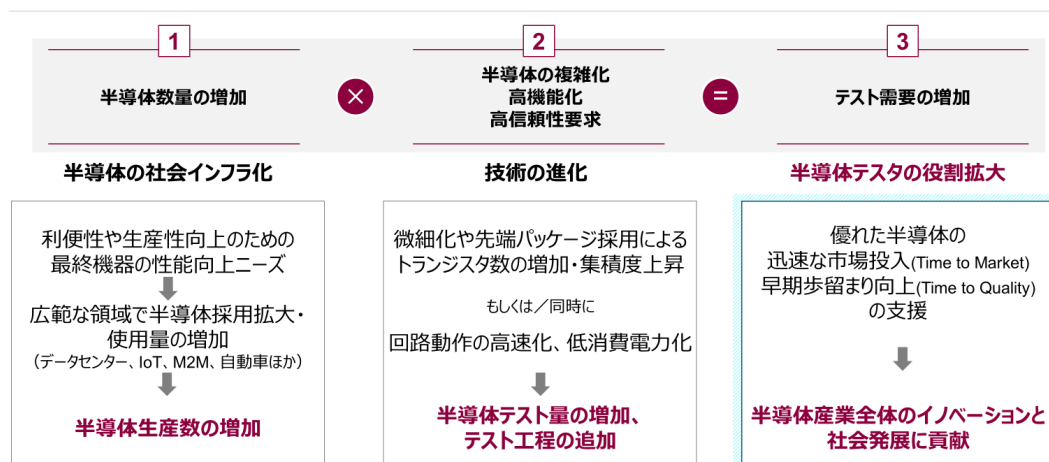 1
半導体数量の増加
×
2
半導体の複雑化
高機能化
高信頼性要求
=
3
テスト需要の増加
半導体の社会インフラ化
利便性や生産性向上のための
最終機器の性能向上ニーズ
広範な領域で半導体採用拡大・
使用量の増加
(データセンター、IoT、M2M、自動車ほか)
半導体生産数の増加
技術の進化
微細化や先端パッケージ採用による
トランジスタ数の増加・集積度上昇
もしくは／同時に
回路動作の高速化、低消費電力化
半導体テスト量の増加、
テスト工程の追加
半導体テスタの役割拡大
優れた半導体の
迅速な市場投入(Time to Market)
早期歩留まり向上(Time to Quality)
の支援
半導体産業全体のイノベーションと
社会発展に貢献